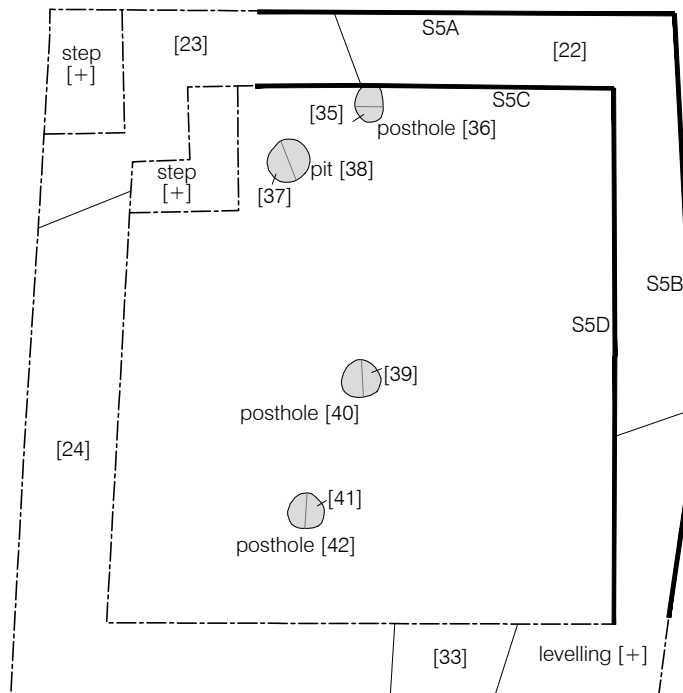 S5A
[23]
[22]
step
[+]
S5C
[35]
posthole [36]
pit [38]
step
[+]
[37]
S5B
S5D
[39]
posthole [40]
[24]
[41]
posthole [42]
[33]
levelling [+]